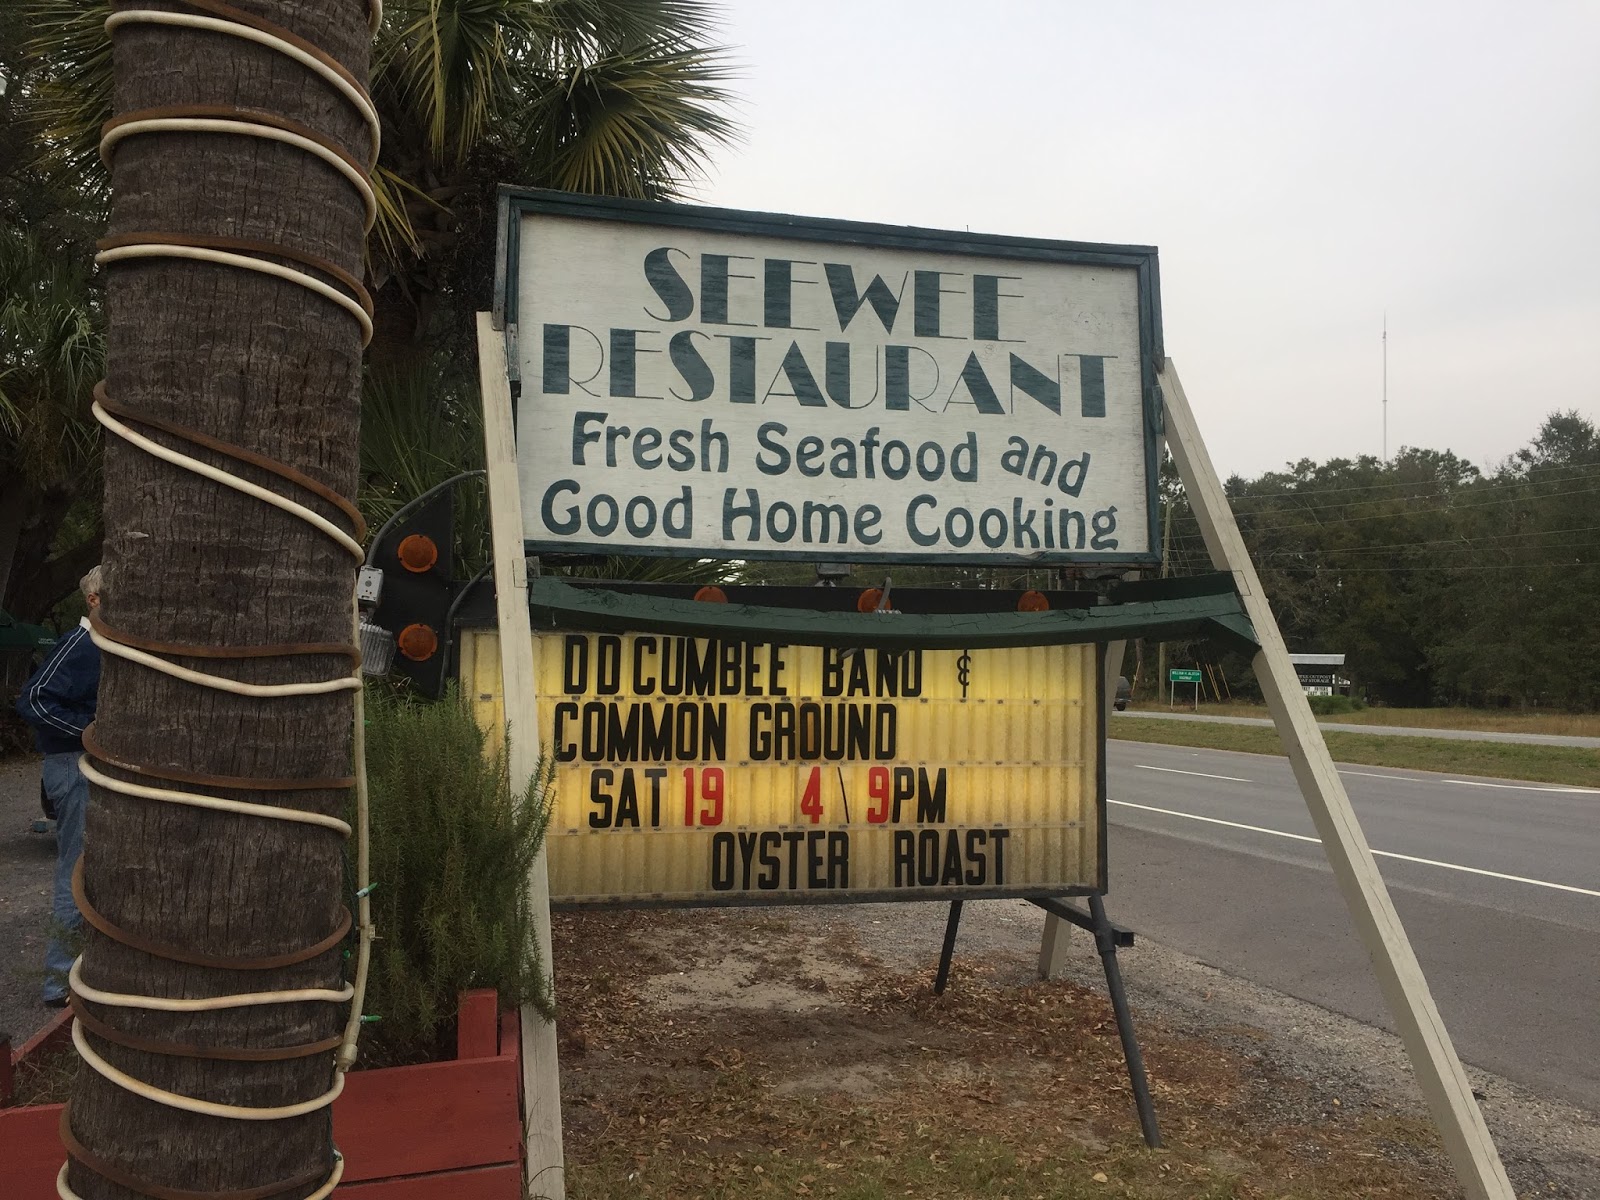 SEEWEE
RESTAURANT
Fresh Seafood and
Good Home Cooking
DD CUMBEE BAND &
COMMON GROUND
SAT 19 4\9PM
OYSTER ROAST